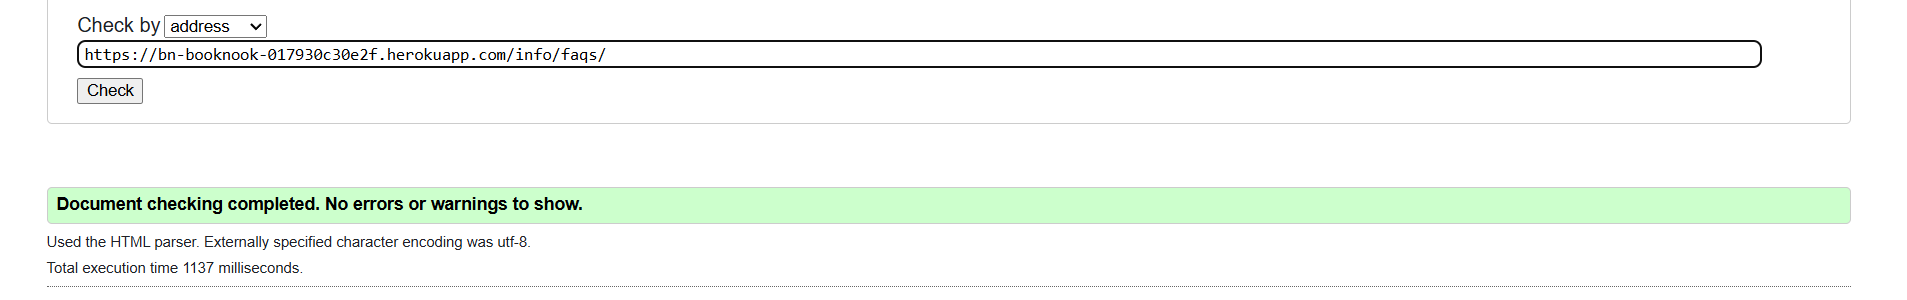 Check by address
https://bn-booknook-017930c30e2f.herokuapp.com/info/faqs/
Check
Document checking completed. No errors or warnings to show.
Used the HTML parser. Externally specified character encoding was utf-8.
Total execution time 1137 milliseconds.